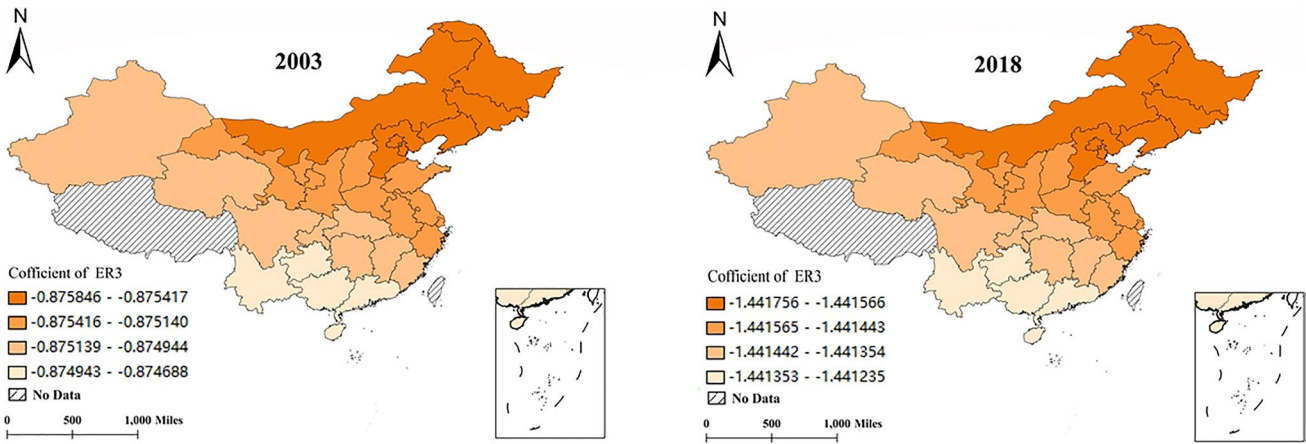 N
2003
Cofficient of ER3
-0.875846 - -0.875417
-0.875416 - -0.875140
-0.875139 - -0.874944
-0.874943 - -0.874688
No Data
0 500 1,000 Miles
N
2018
Cofficient of ER3
-1.441756 - -1.441566
-1.441565 - -1.441443
-1.441442 - -1.441354
-1.441353 - -1.441235
No Data
0 500 1,000 Miles